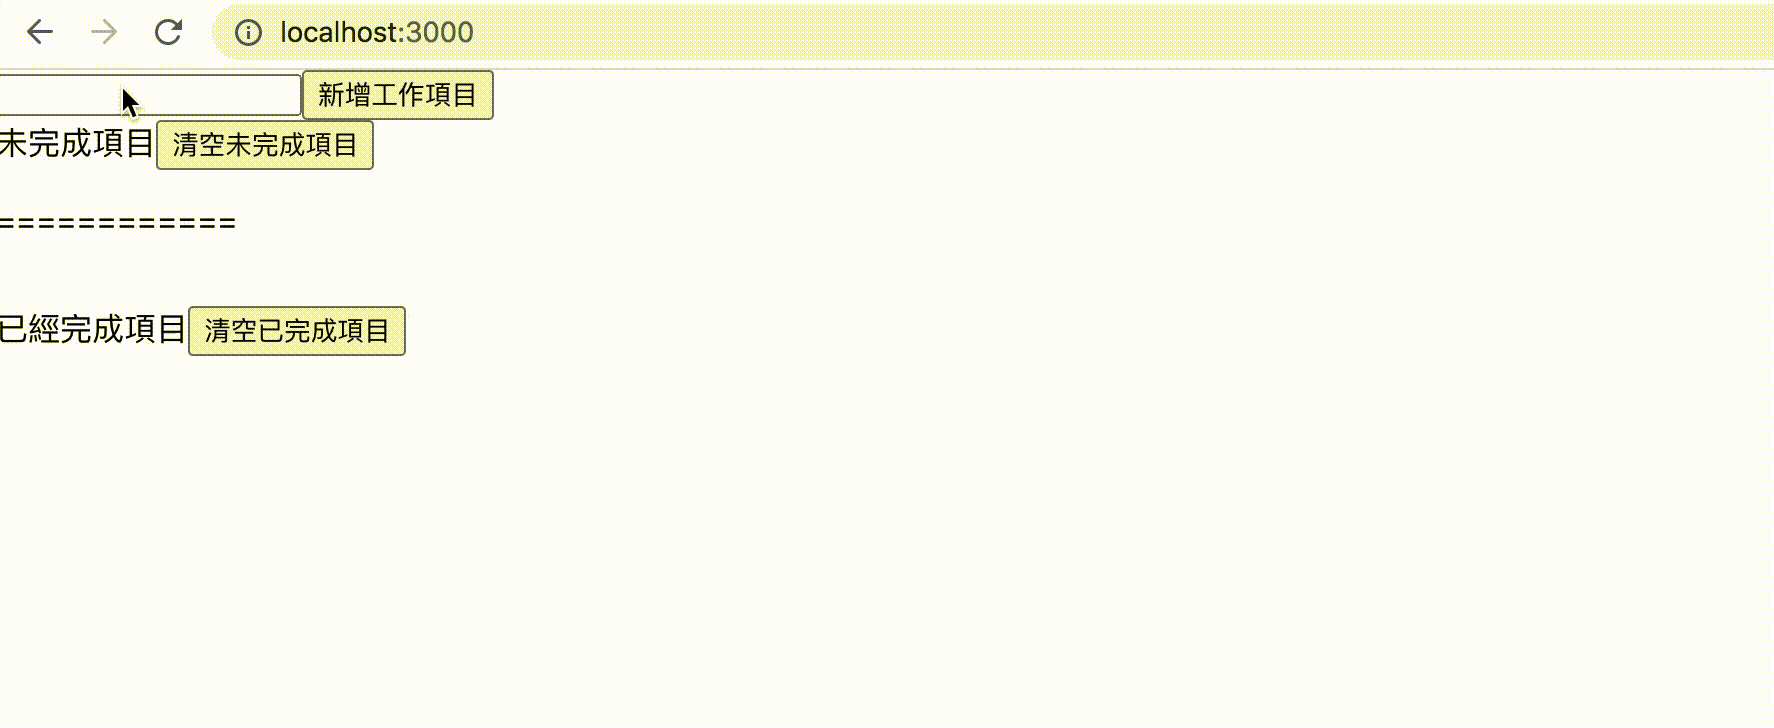 localhost:3000
新增工作項目
未完成項目 清空未完成項目
============
已經完成項目 清空已完成項目